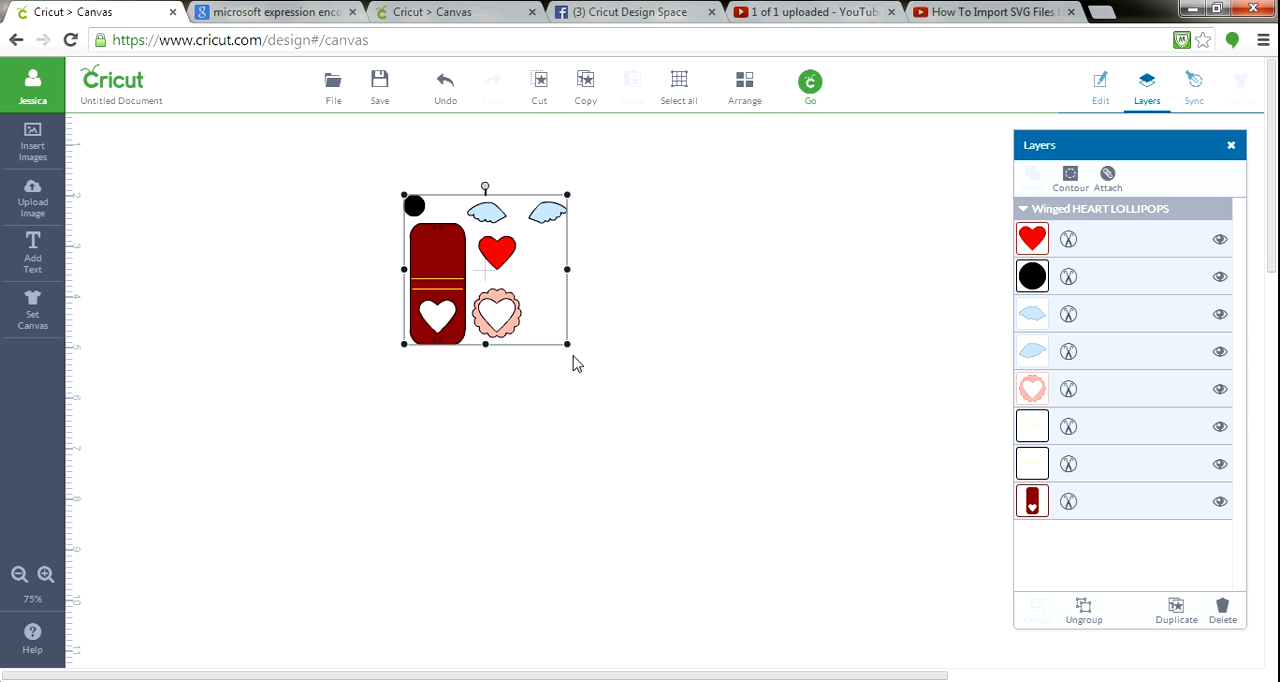 Cricut > Canvas
microsoft expression enco
Cricut > Canvas
(3) Cricut Design Space
1 of 1 uploaded - YouTub
How To Import SVG Files
https://www.cricut.com/design#/canvas
Jessica
Cricut
Untitled Document
File
Save
Undo
Cut
Copy
Select all
Arrange
Go
Edit
Layers
Sync
Insert
Images
Upload
Image
Add
Text
Set
Canvas
75%
Help
Layers
Contour
Attach
Winged HEART LOLLIPOPS
Ungroup
Duplicate
Delete